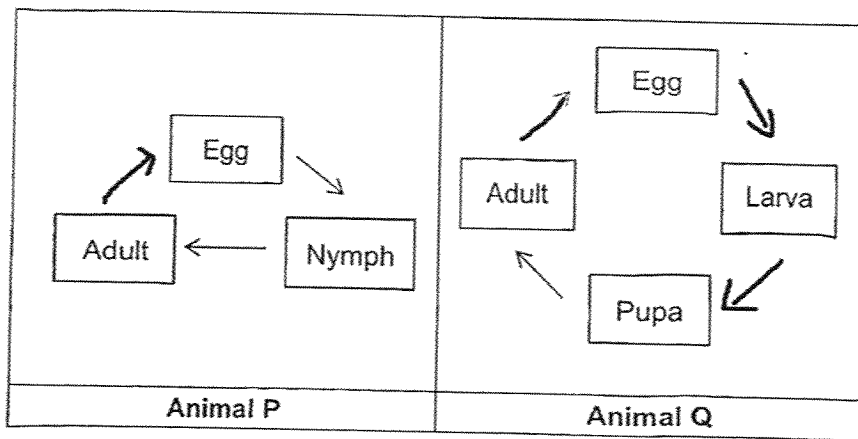 Egg
Adult
Nymph
Animal P
Egg
Adult
Larva
Pupa
Animal Q